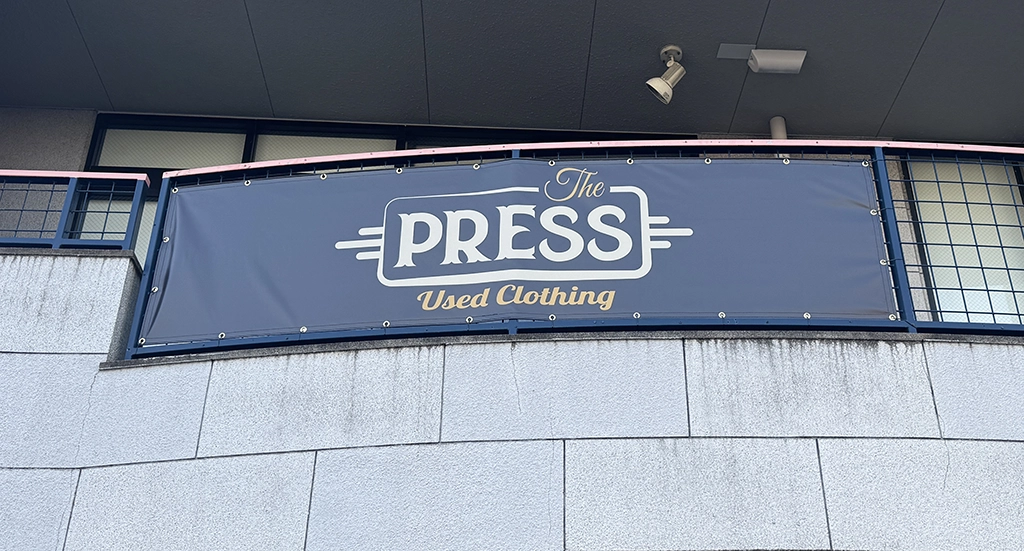 The
PRESS
Used Clothing